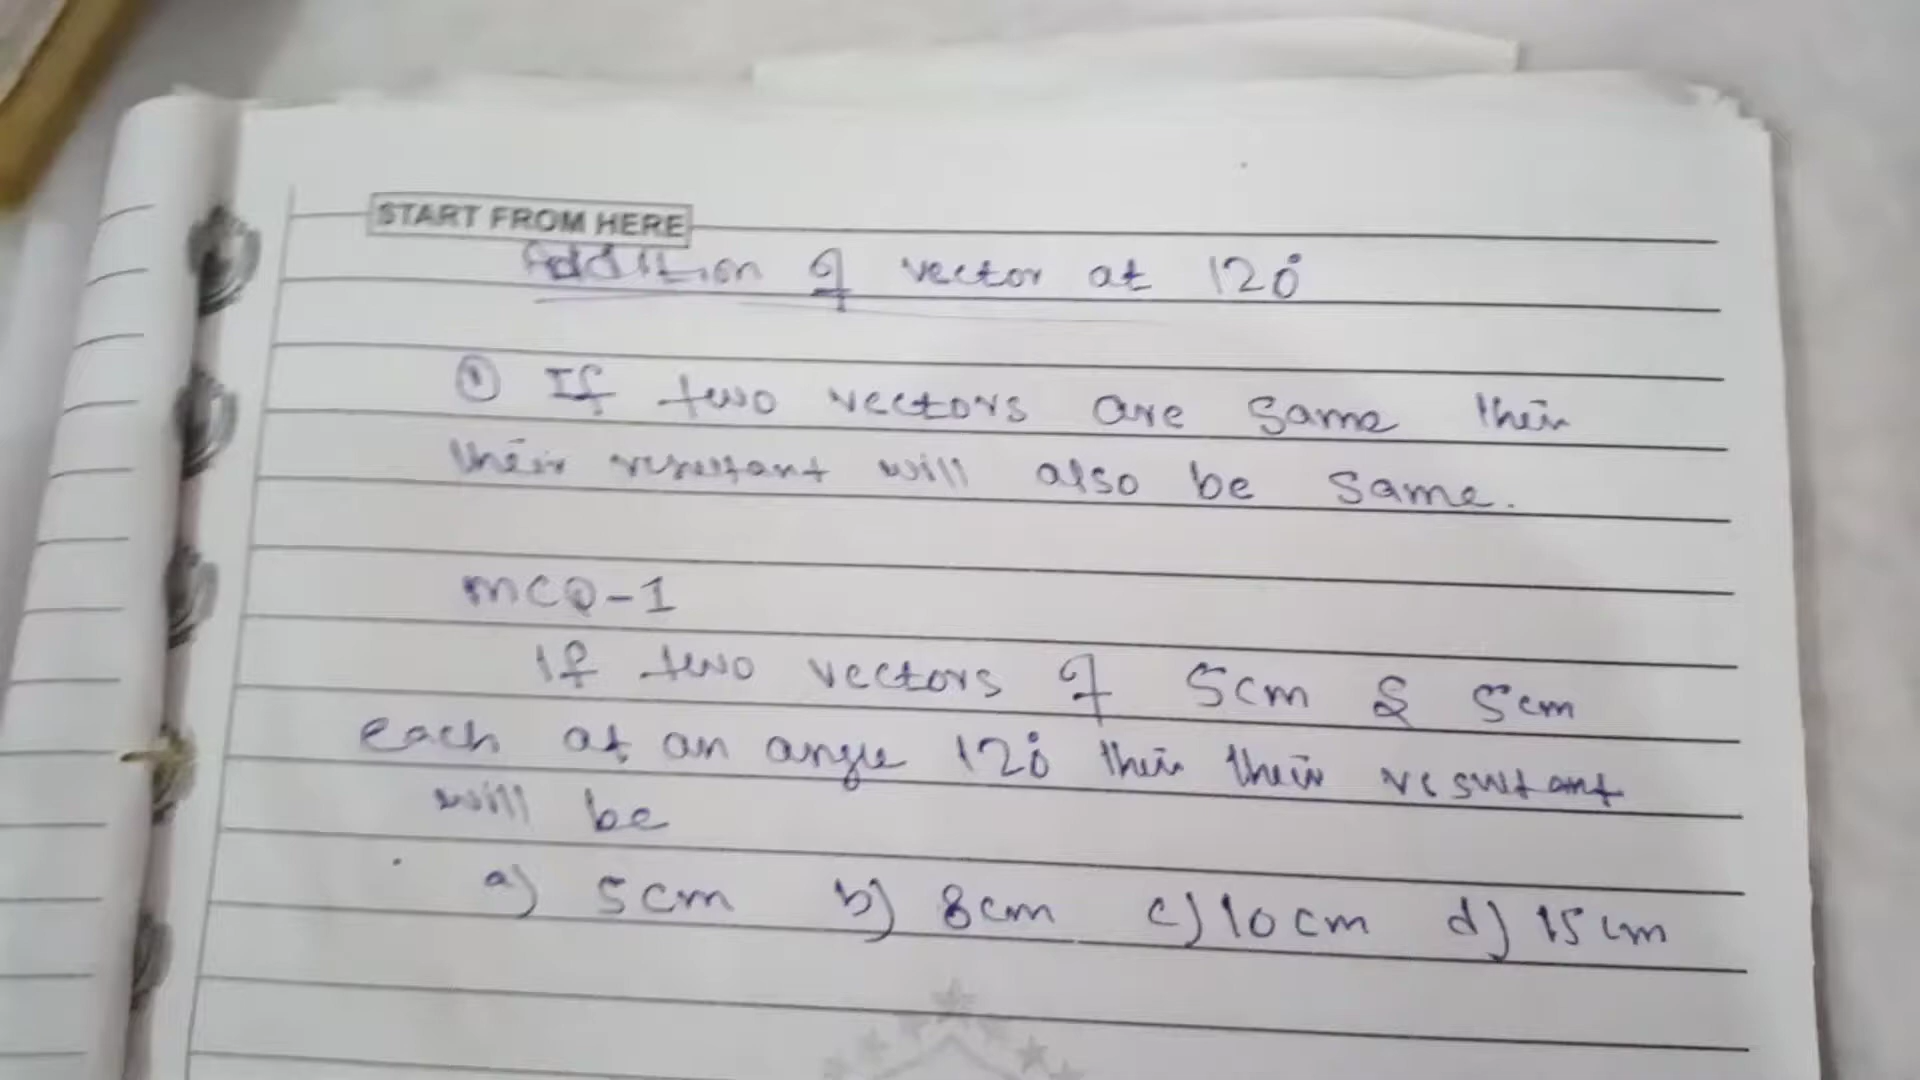 START FROM HERE
Addition of vector at 120°
① If two vectors are same then
their resultant will also be same.
MCQ-1
If two vectors of 5cm & 5cm
each at an angle 120° then their resultant
will be
a) 5cm b) 8cm c) 10cm d) 15cm